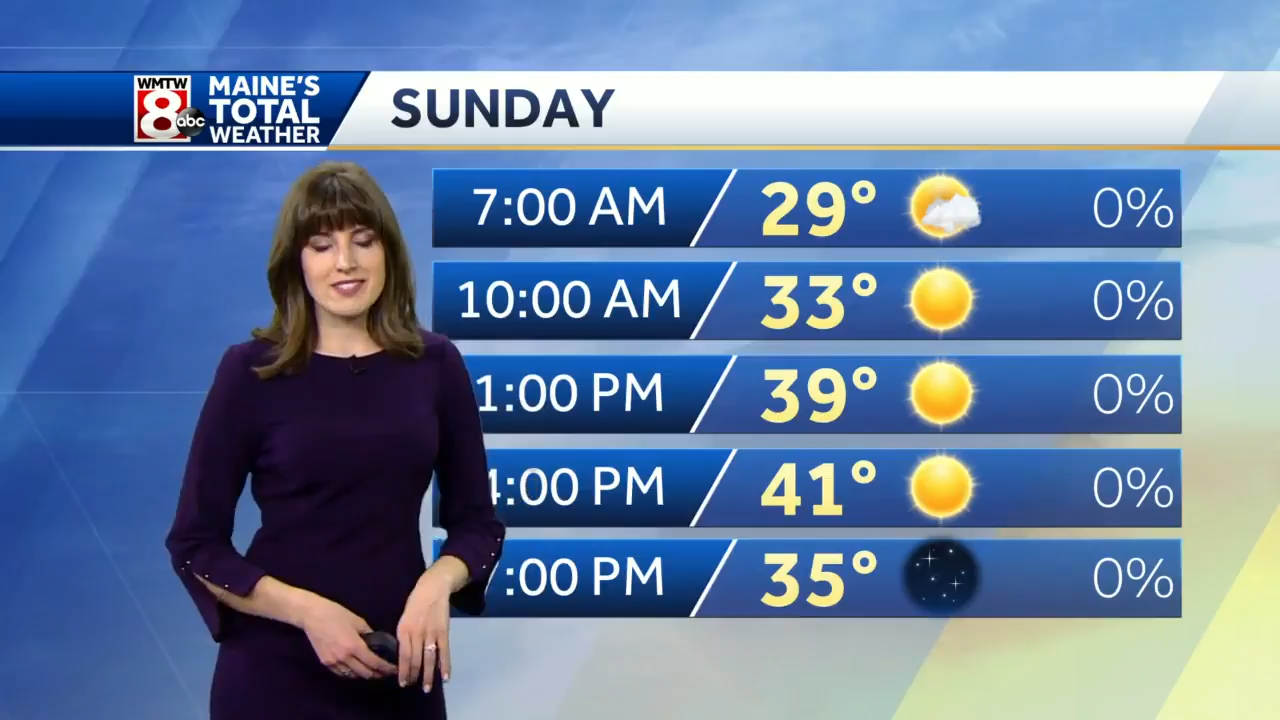 WMTW
8
abc
MAINE'S
TOTAL
WEATHER
SUNDAY
7:00 AM 29° 0%
10:00 AM 33° 0%
1:00 PM 39° 0%
4:00 PM 41° 0%
:00 PM 35° 0%